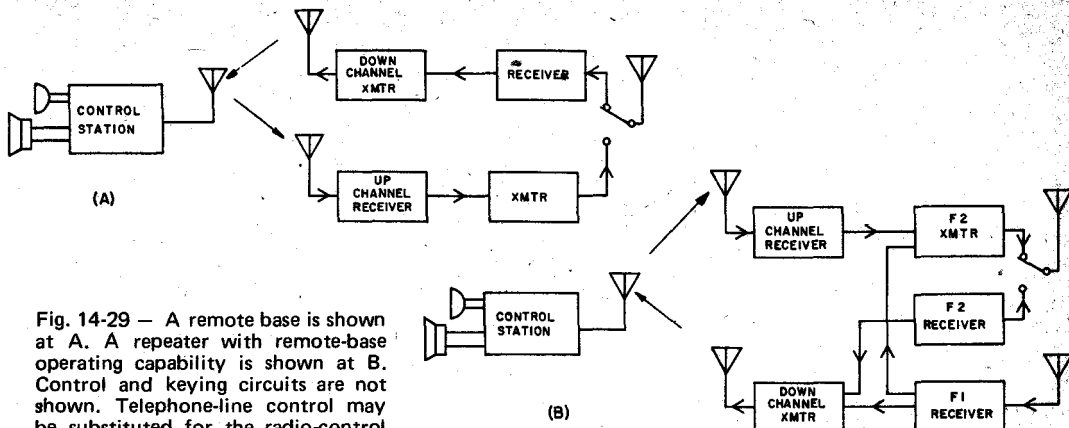 DOWN
CHANNEL
XMTR
RECEIVER
CONTROL
STATION
UP
CHANNEL
RECEIVER
XMTR
(A)
UP
CHANNEL
RECEIVER
F2
XMTR
CONTROL
STATION
F2
RECEIVER
DOWN
CHANNEL
XMTR
F1
RECEIVER
(B)
Fig. 14-29 — A remote base is shown
at A. A repeater with remote-base
operating capability is shown at B.
Control and keying circuits are not
shown. Telephone-line control may
be substituted for the radio-control